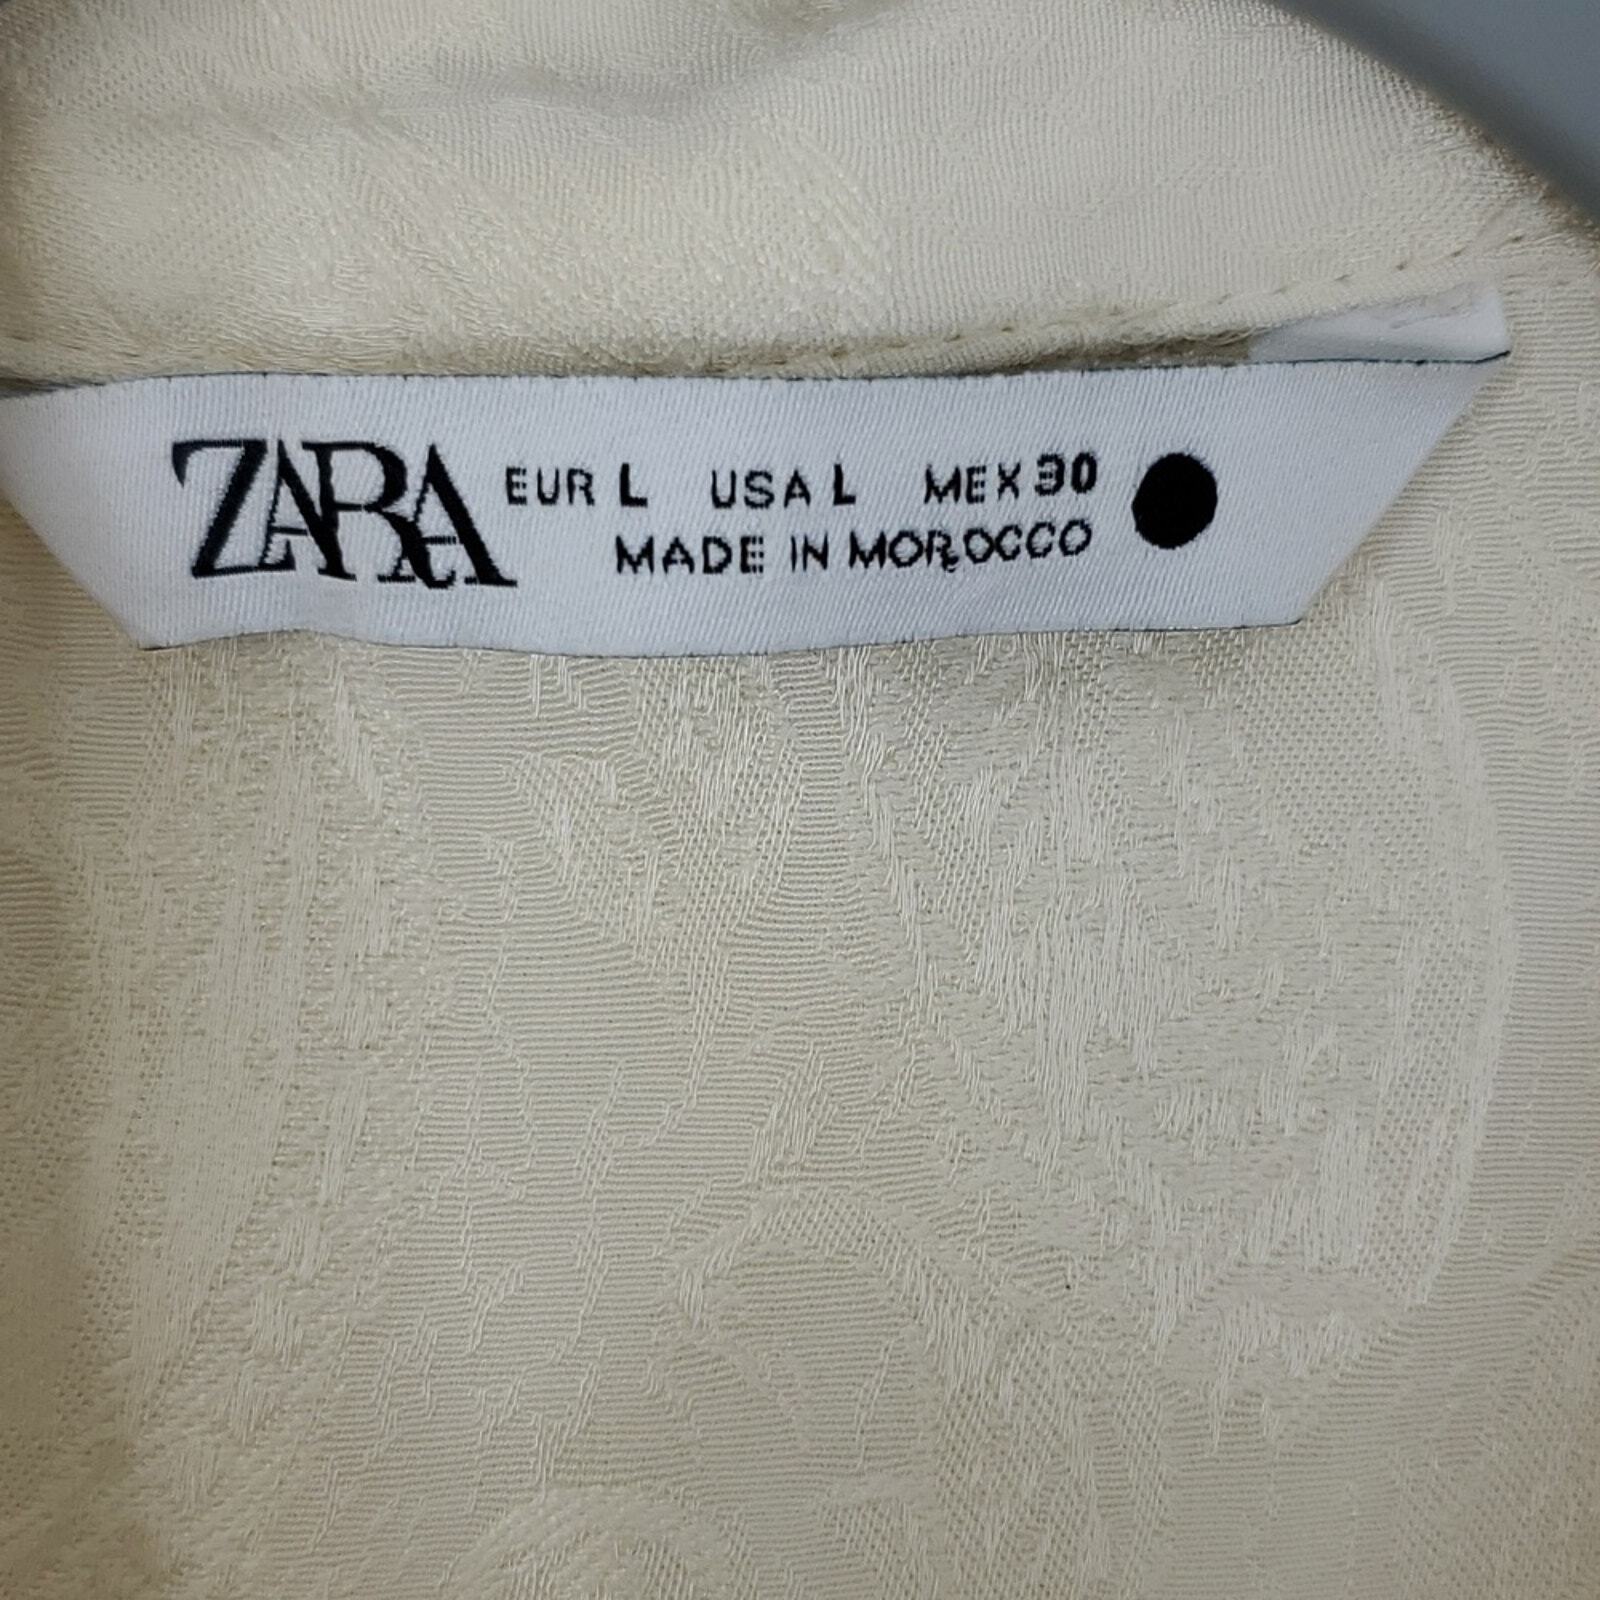 ZARA
EUR L USA L MEX 30
MADE IN MOROCCO